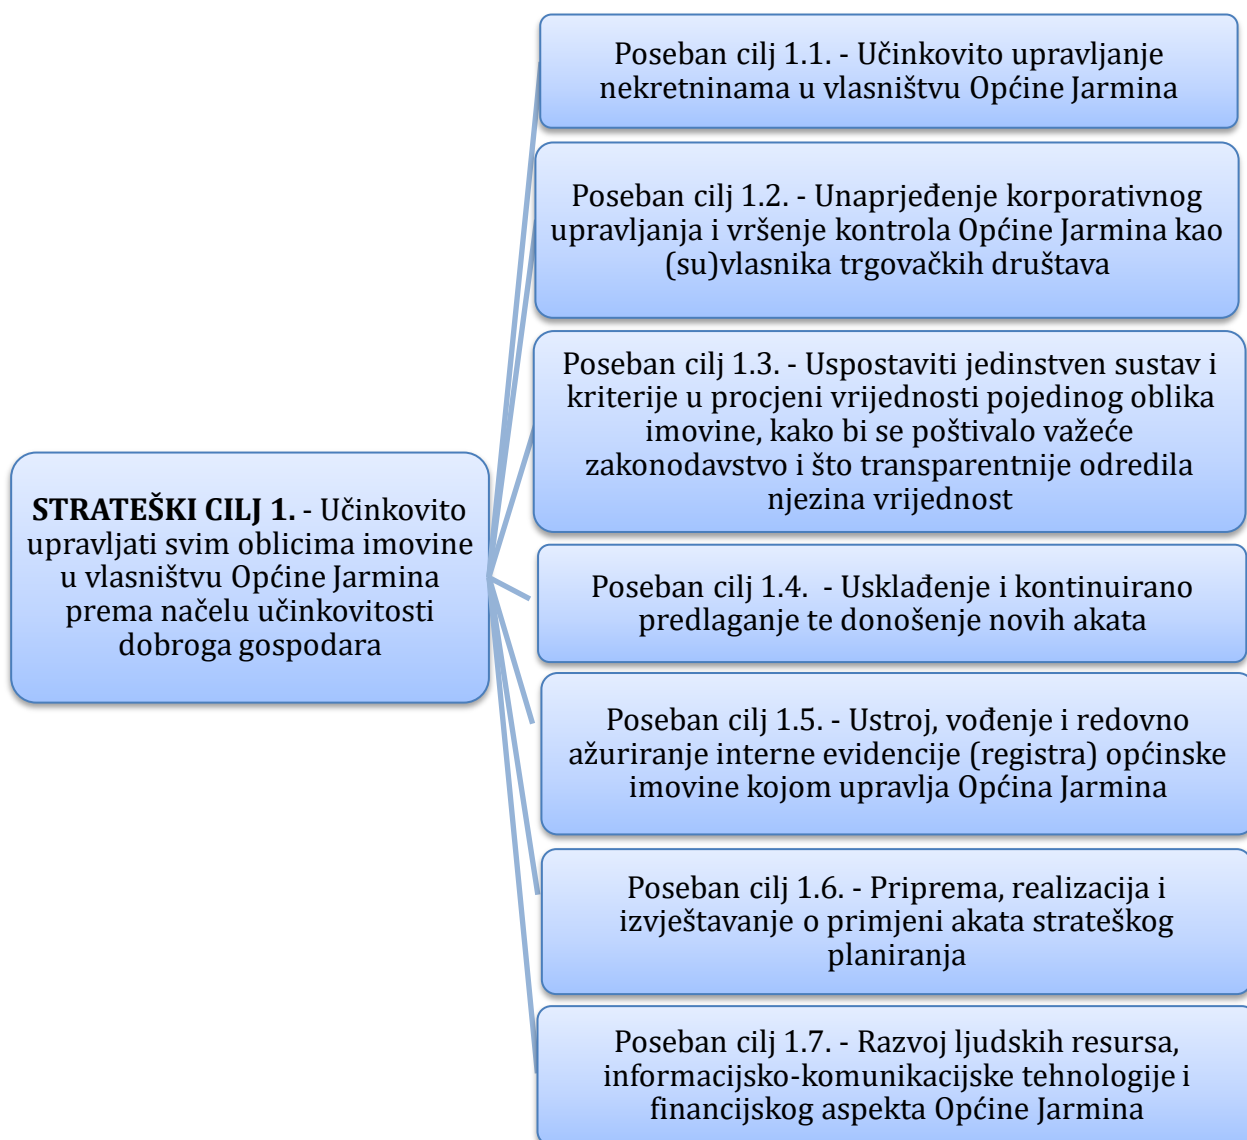 Poseban cilj 1.1. - Učinkovito upravljanje
nekretninama u vlasništvu Općine Jarmina
Poseban cilj 1.2. - Unaprjeđenje korporativnog
upravljanja i vršenje kontrola Općine Jarmina kao
(su)vlasnika trgovačkih društava
Poseban cilj 1.3. - Uspostaviti jedinstven sustav i
kriterije u procjeni vrijednosti pojedinog oblika
imovine, kako bi se poštivalo važeće
zakonodavstvo i što transparentnije odredila
njezina vrijednost
STRATEŠKI CILJ 1. - Učinkovito
upravljati svim oblicima imovine
u vlasništvu Općine Jarmina
prema načelu učinkovitosti
dobroga gospodara
Poseban cilj 1.4.  - Usklađenje i kontinuirano
predlaganje te donošenje novih akata
Poseban cilj 1.5. - Ustroj, vođenje i redovno
ažuriranje interne evidencije (registra) općinske
imovine kojom upravlja Općina Jarmina
Poseban cilj 1.6. - Priprema, realizacija i
izvještavanje o primjeni akata strateškog
planiranja
Poseban cilj 1.7. - Razvoj ljudskih resursa,
informacijsko-komunikacijske tehnologije i
financijskog aspekta Općine Jarmina